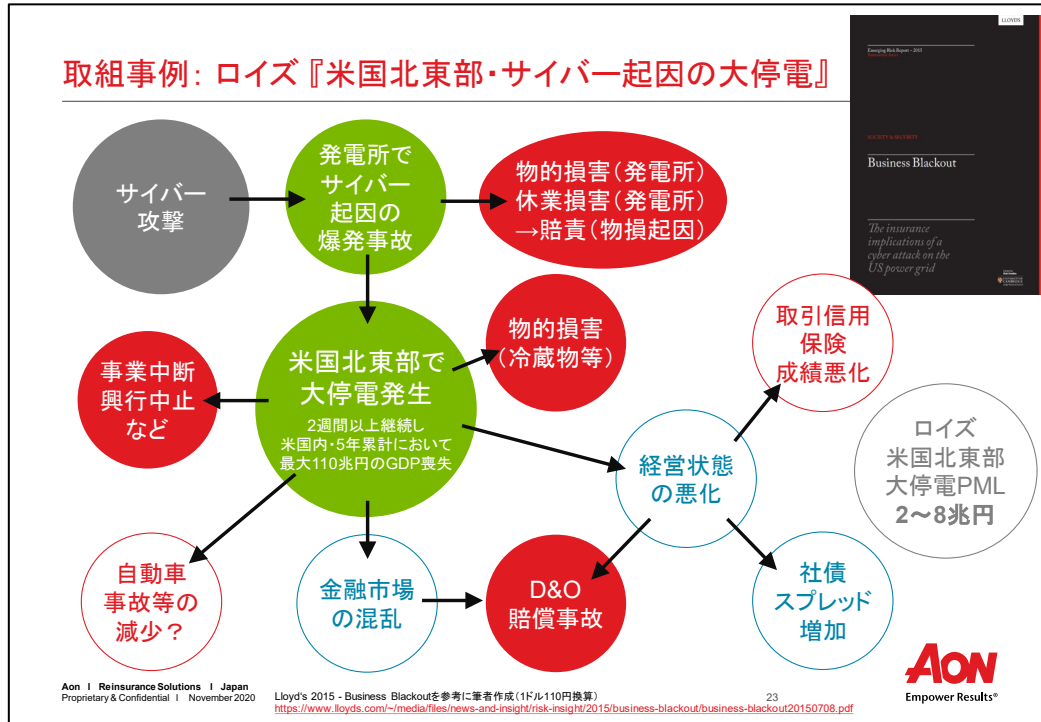 取組事例: ロイズ『米国北東部・サイバー起因の大停電』
LLOYD'S
Emerging Risk Report - 2015
SOCIETY & SECURITY
Business Blackout
The insurance
implications of a
cyber attack on the
US power grid
サイバー
攻撃
発電所で
サイバー
起因の
爆発事故
物的損害(発電所)
休業損害(発電所)
→賠責(物損起因)
事業中断
興行中止
など
米国北東部で
大停電発生
2週間以上継続し
米国内・5年累計において
最大110兆円のGDP喪失
物的損害
(冷蔵物等)
取引信用
保険
成績悪化
経営状態
の悪化
ロイズ
米国北東部
大停電PML
2~8兆円
自動車
事故等の
減少?
金融市場
の混乱
D&O
賠償事故
社債
スプレッド
増加
Aon I Reinsurance Solutions I Japan
Proprietary & Confidential I November 2020
Lloyd's 2015 - Business Blackoutを参考に筆者作成(1ドル110円換算)
https://www.lloyds.com/~/media/files/news-and-insight/risk-insight/2015/business-blackout/business-blackout20150708.pdf
23
AON
Empower Results®